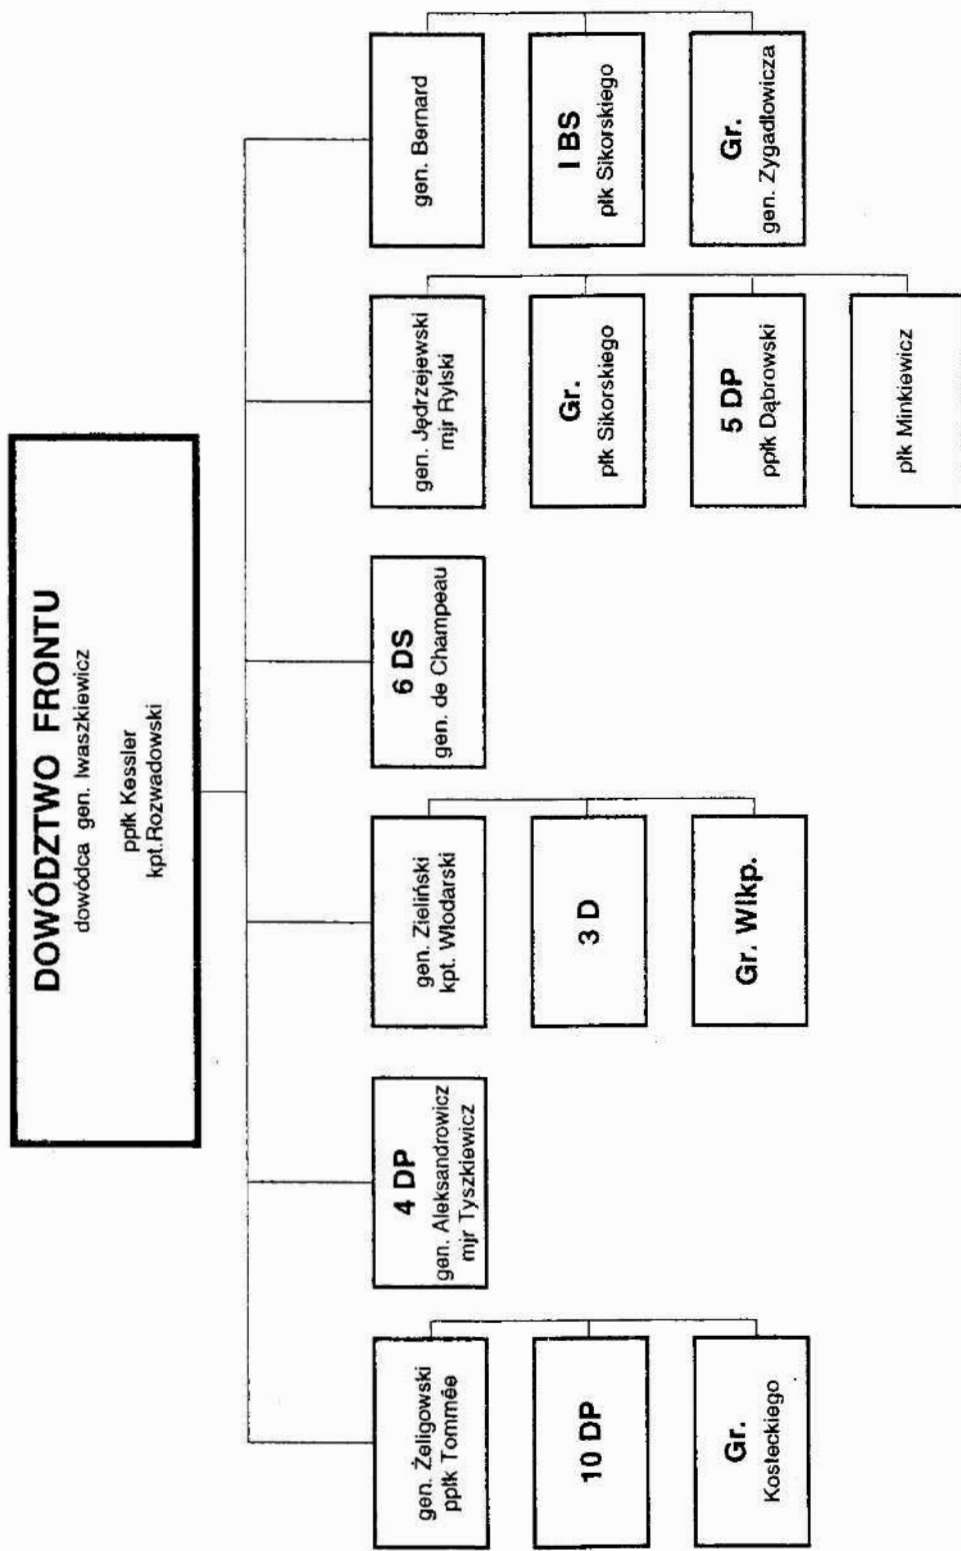 DOWÓDZTWO FRONTU
dowódca gen. Iwaszkiewicz
ppłk Kessler
kpt.Rozwadowski
gen. Żeligowski
ppłk Tommée
10 DP
Gr.
Kosteckiego
4 DP
gen. Aleksandrowicz
mjr Tyszkiewicz
gen. Zieliński
kpt. Włodarski
3 D
Gr. Wlkp.
6 DS
gen. de Champeau
gen. Jędrzejewski
mjr Rylski
Gr.
płk Sikorskiego
5 DP
ppłk Dąbrowski
płk Minkiewicz
gen. Bernard
I BS
płk Sikorskiego
Gr.
gen. Zygadłowicza